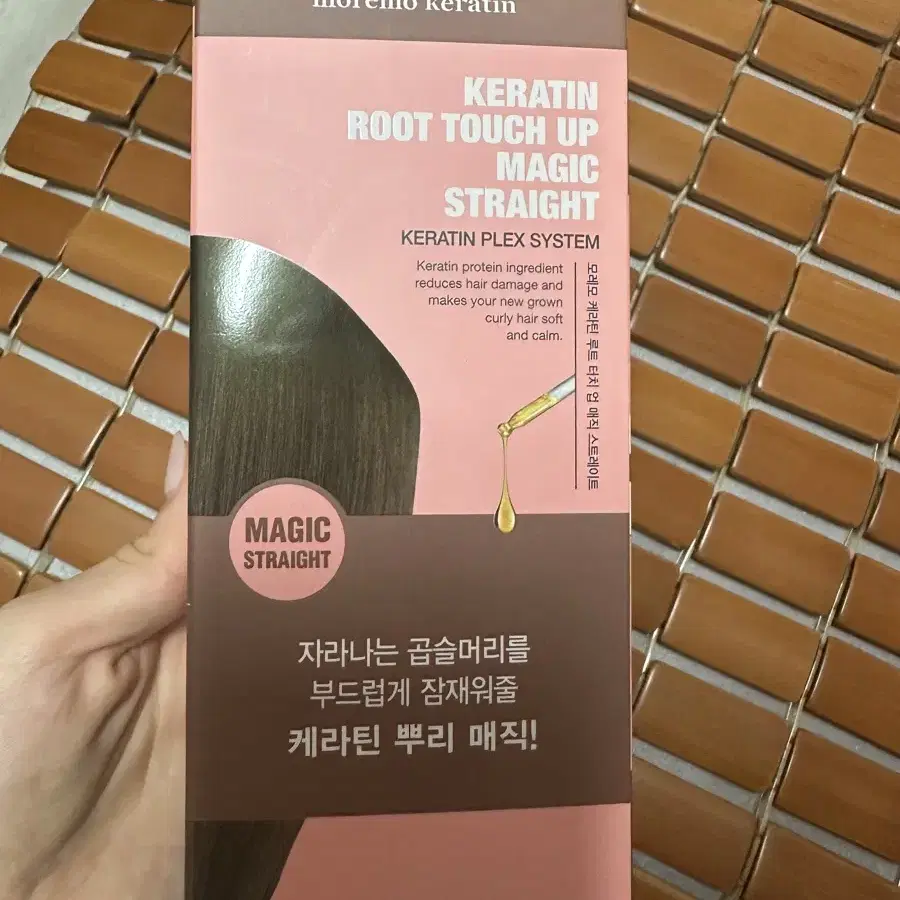 moremo keratin
KERATIN
ROOT TOUCH UP
MAGIC
STRAIGHT
KERATIN PLEX SYSTEM
Keratin protein ingredient
reduces hair damage and
makes your new grown
curly hair soft
and calm.
모레모 케라틴 루트 터치 업 매직 스트레이트
MAGIC
STRAIGHT
자라나는 곱슬머리를
부드럽게 잠재워줄
케라틴 뿌리 매직!